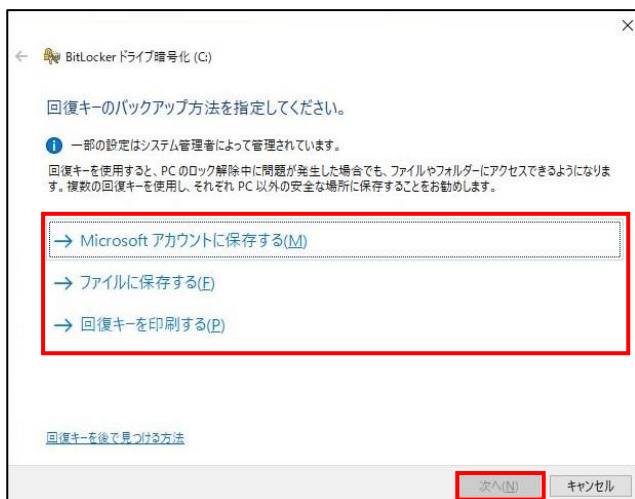 BitLocker ドライブ暗号化 (C:)
回復キーのバックアップ方法を指定してください。
一部の設定はシステム管理者によって管理されています。
回復キーを使用すると、PC のロック解除中に問題が発生した場合でも、ファイルやフォルダーにアクセスできるようになりま
す。複数の回復キーを使用し、それぞれ PC 以外の安全な場所に保存することをお勧めします。
→ Microsoft アカウントに保存する(M)
→ ファイルに保存する(F)
→ 回復キーを印刷する(P)
回復キーを後で見つける方法
次へ(N) キャンセル